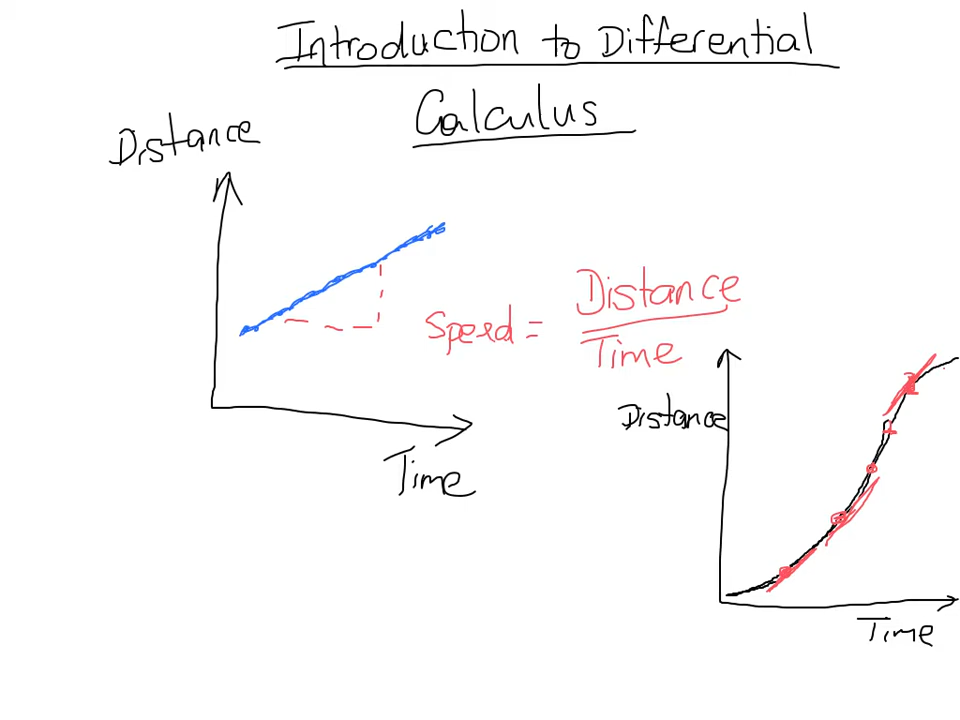 Introduction to Differential
Calculus
Distance
Speed = Distance
Time
Time
Distance
Time